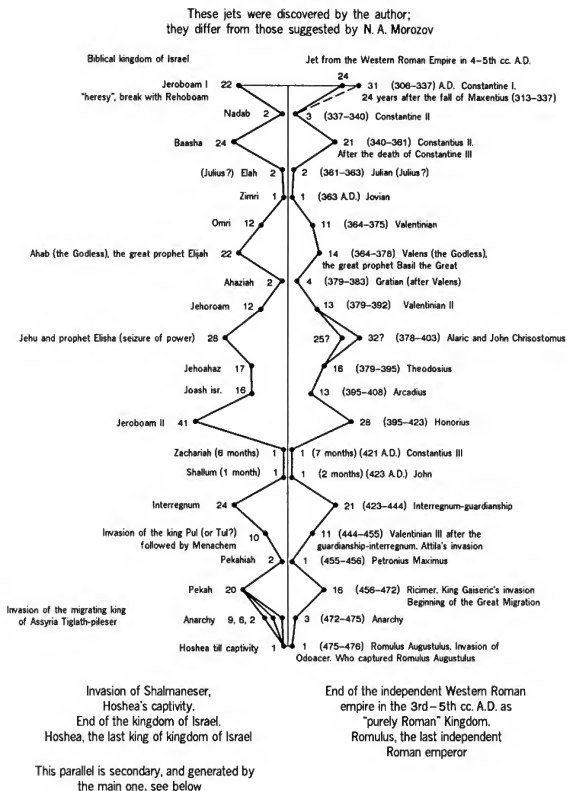 These jets were discovered by the author;
they differ from those suggested by N. A. Morozov
Biblical kingdom of Israel
Jet from the Western Roman Empire in 4-5th cc. A.D.
24
Jeroboam I 22
"heresy", break with Rehoboam
31 (306-337) A.D. Constantine I.
24 years after the fall of Maxentius (313-337)
Nadab 2
3 (337-340) Constantine II
Baasha 24
21 (340-361) Constantius II.
After the death of Constantine III
(Julius?) Elah 2
2 (361-363) Julian (Julius?)
Zimri 1
1 (363 A.D.) Jovian
Omri 12
11 (364-375) Valentinian
Ahab (the Godless), the great prophet Elijah 22
14 (364-378) Valens (the Godless),
the great prophet Basil the Great
Ahaziah 2
4 (379-383) Gratian (after Valens)
Jehoroam 12
13 (379-392) Valentinian II
Jehu and prophet Elisha (seizure of power) 28
25? 32? (378-403) Alaric and John Chrisostomus
Jehoahaz 17
16 (379-395) Theodosius
Joash isr. 16
13 (395-408) Arcadius
Jeroboam II 41
28 (395-423) Honorius
Zachariah (6 months) 1
1 (7 months) (421 A.D.) Constantius III
Shallum (1 month) 1
1 (2 months) (423 A.D.) John
Interregnum 24
21 (423-444) Interregnum-guardianship
Invasion of the king Pul (or Tul?) 10
followed by Menachem
11 (444-455) Valentinian III after the
guardianship-interregnum. Attila's invasion
Pekahiah 2
1 (455-456) Petronius Maximus
Pekah 20
16 (456-472) Ricimer. King Gaiseric's invasion
Beginning of the Great Migration
Invasion of the migrating king
of Assyria Tiglath-pileser
Anarchy 9, 6, 2
3 (472-475) Anarchy
Hoshea till captivity 1
1 (475-476) Romulus Augustulus. Invasion of
Odoacer. Who captured Romulus Augustulus
Invasion of Shalmaneser,
Hoshea's captivity.
End of the kingdom of Israel.
Hoshea, the last king of kingdom of Israel
End of the independent Western Roman
empire in the 3rd-5th cc. A.D. as
"purely Roman" Kingdom.
Romulus, the last independent
Roman emperor
This parallel is secondary, and generated by
the main one, see below